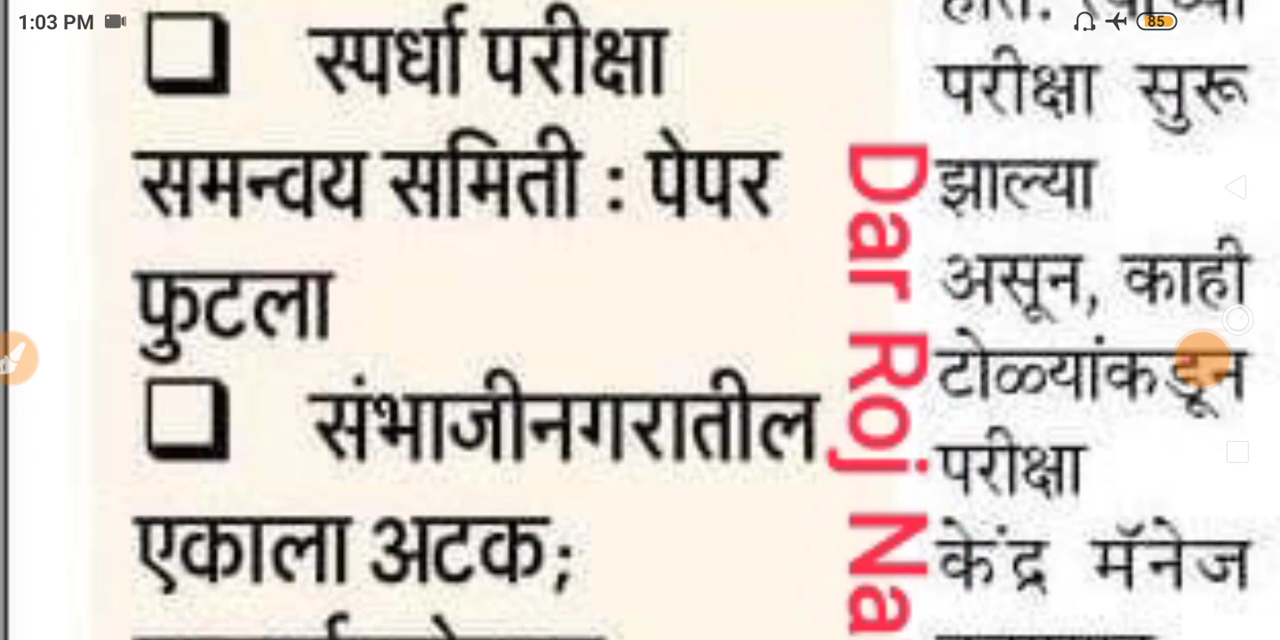 1:03 PM
85
❑ स्पर्धा परीक्षा
समन्वय समिती : पेपर
फुटला
❑ संभाजीनगरातील
एकाला अटक;
Dar Roj Na
परीक्षा सुरू
झाल्या
असून, काही
टोळ्यांकडून
परीक्षा
केंद्र मॅनेज